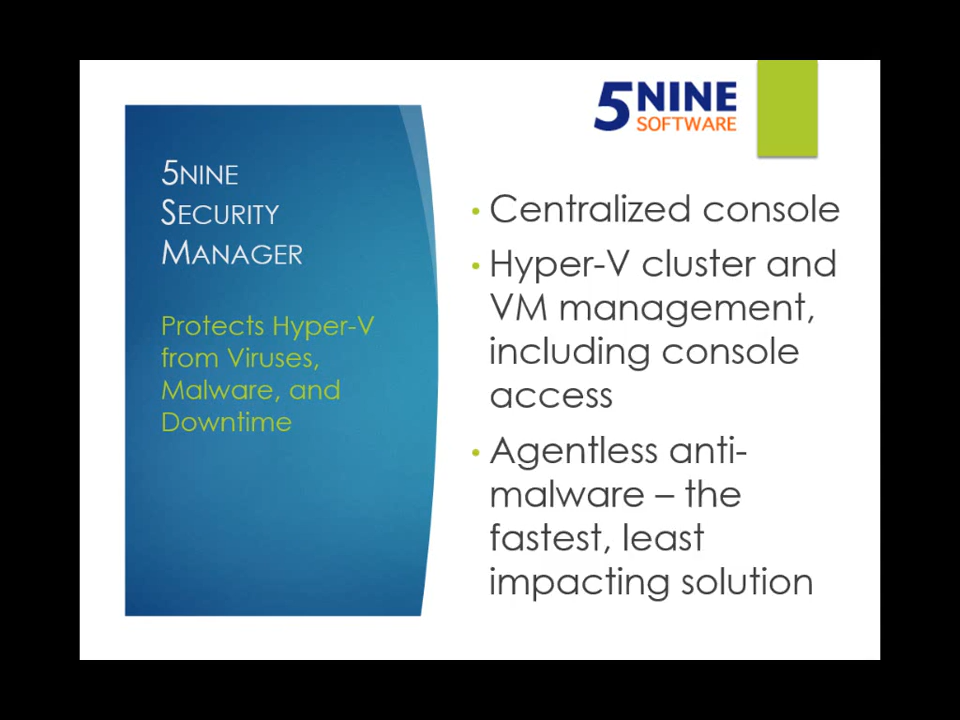 5NINE
SOFTWARE
5NINE
SECURITY
MANAGER
Protects Hyper-V
from Viruses,
Malware, and
Downtime
• Centralized console
• Hyper-V cluster and
VM management,
including console
access
• Agentless anti-
malware – the
fastest, least
impacting solution